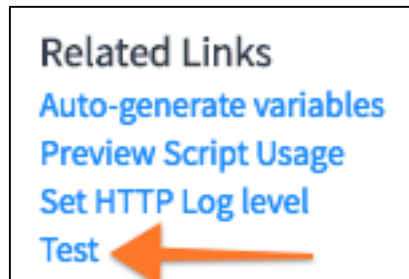 Related Links
Auto-generate variables
Preview Script Usage
Set HTTP Log level
Test